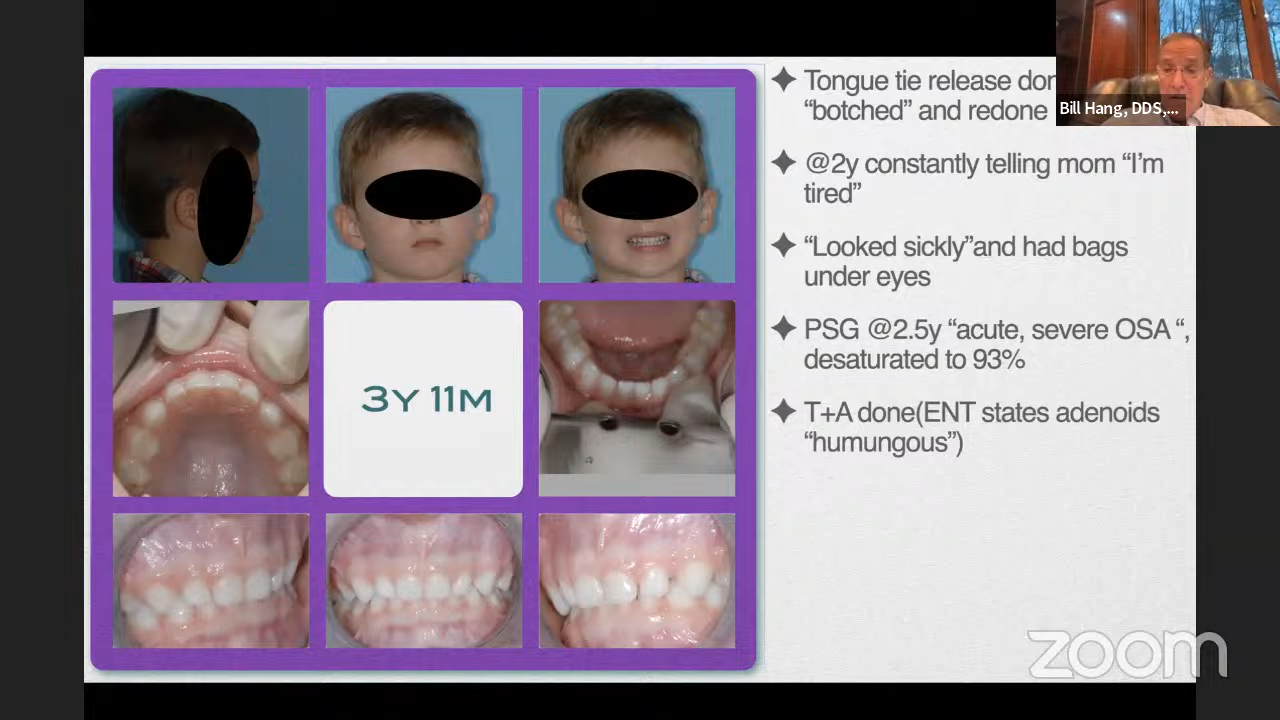 Tongue tie release
“botched” and redone
Bill Hang, DDS,...
@2y constantly telling mom “I’m
tired”
“Looked sickly”and had bags
under eyes
PSG @2.5y “acute, severe OSA “,
desaturated to 93%
T+A done(ENT states adenoids
“humungous”)
3Y 11M
zoom